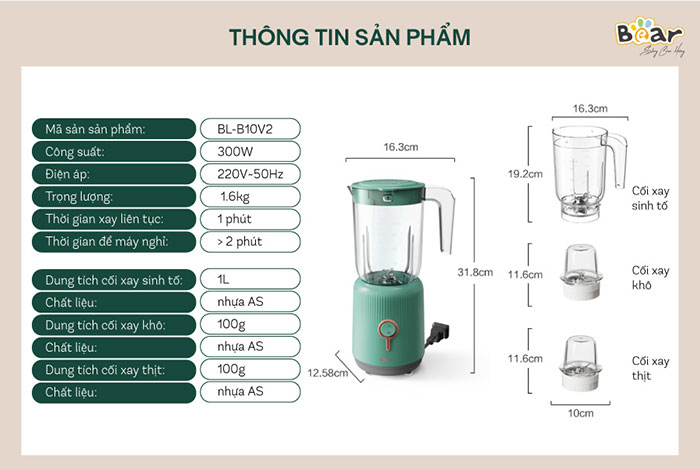 THÔNG TIN SẢN PHẨM
Bear
Mã sản sản phẩm: BL-B10V2
Công suất: 300W
Điện áp: 220V-50Hz
Trọng lượng: 1.6kg
Thời gian xay liên tục: 1 phút
Thời gian để máy nghỉ: > 2 phút
Dung tích cối xay sinh tố: 1L
Chất liệu: nhựa AS
Dung tích cối xay khô: 100g
Chất liệu: nhựa AS
Dung tích cối xay thịt: 100g
Chất liệu: nhựa AS
16.3cm
31.8cm
12.58cm
16.3cm
19.2cm
Cối xay
sinh tố
11.6cm
Cối xay
khô
11.6cm
Cối xay
thịt
10cm